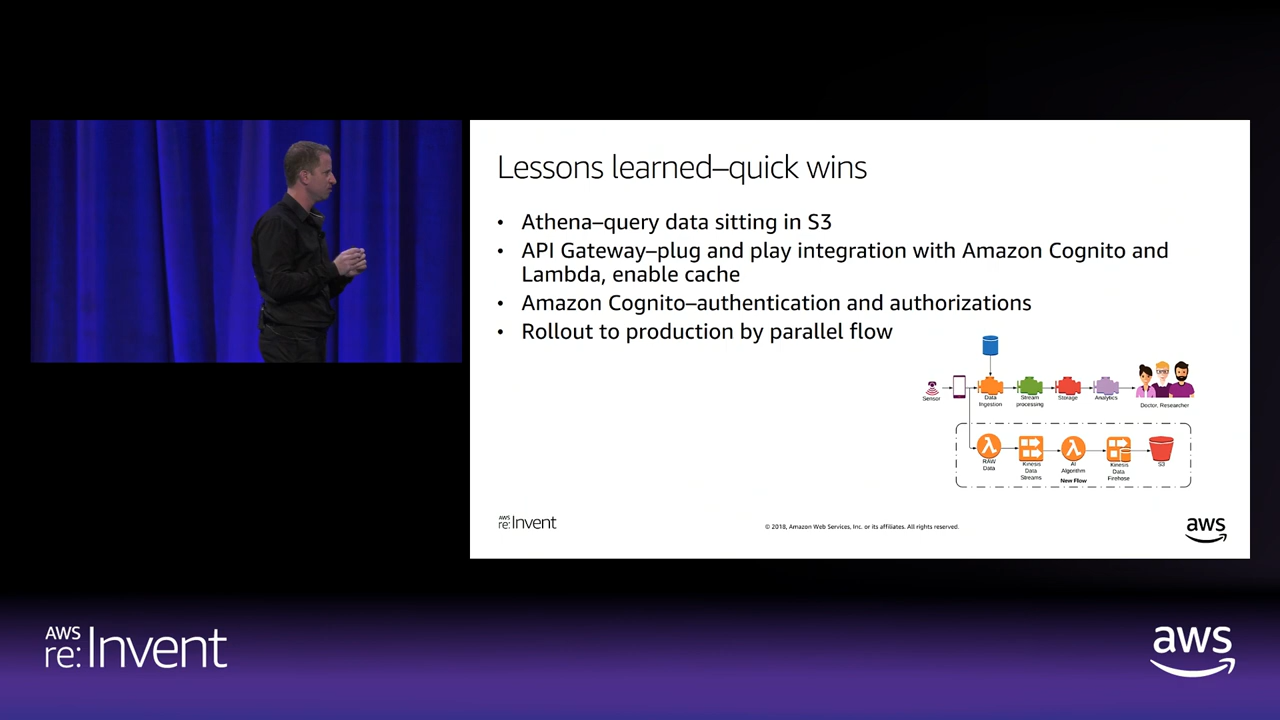 Lessons learned–quick wins
• Athena–query data sitting in S3
• API Gateway–plug and play integration with Amazon Cognito and
Lambda, enable cache
• Amazon Cognito–authentication and authorizations
• Rollout to production by parallel flow
Sensor
Data
Ingestion
Stream
processing
Storage
Analytics
Doctor, Researcher
RAW
Data
Kinesis
Data
Streams
AI
Algorithm
Kinesis
Data
Firehose
S3
New Flow
AWS
re:Invent
© 2018, Amazon Web Services, Inc. or its affiliates. All rights reserved.
aws
AWS
re:Invent
aws